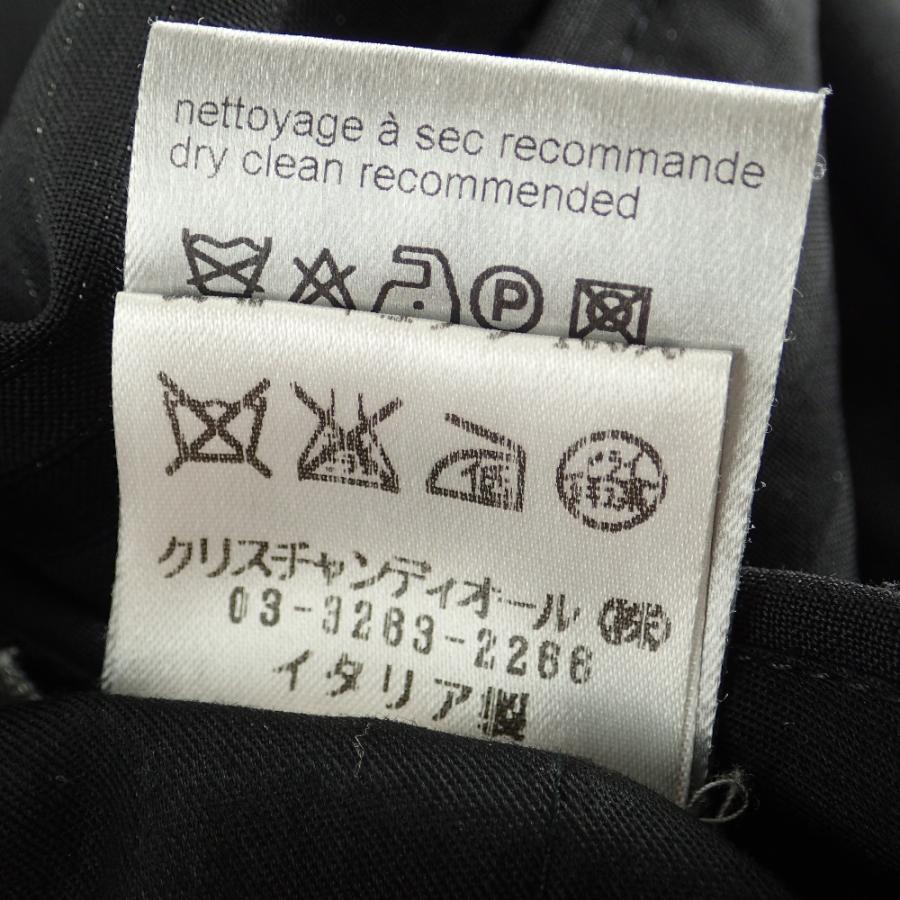 nettoyage à sec recommande
dry clean recommended
P
低
クリスチャンディオール ㈱
03-3263-2266
イタリア製